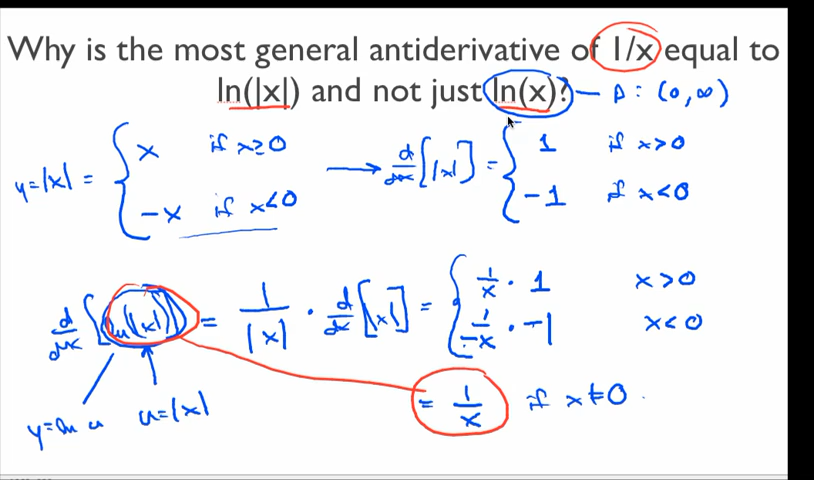 Why is the most general antiderivative of 1/x equal to
ln(|x|) and not just ln(x)? — D : (0, ∞)
y=|x| = { x if x≥0 → d/dx [|x|] = { 1 if x>0
-x if x<0 -1 if x<0
d/dx [ln(|x|)] = 1/|x| · d/dx [|x|] = { 1/x · 1 x>0
1/-x · -1 x<0
= 1/x if x≠0
y=ln u u=|x|